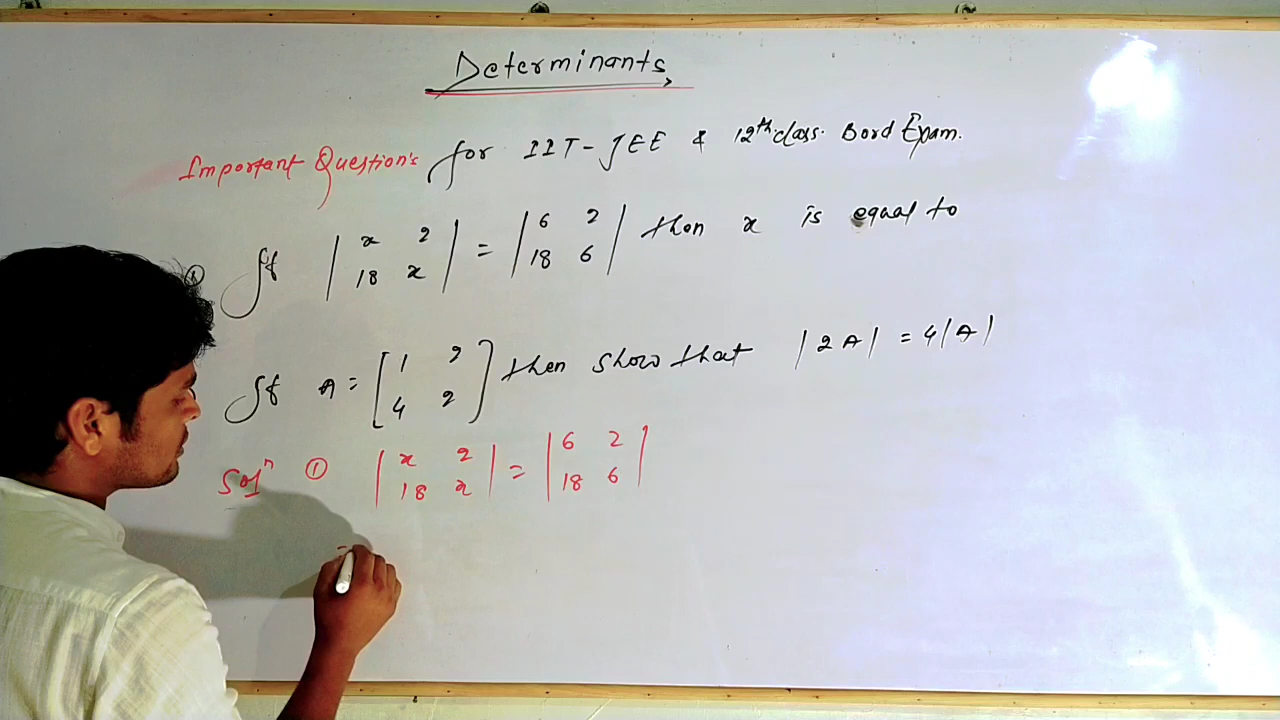 Determinants
Important Question's for IIT-JEE & 12th class. Bord Exam.
① If | x 2 | = | 6 2 | then x is equal to
| 18 x | | 18 6 |
If A = [ 1 2 ] then show that |2A| = 4|A|
[ 4 2 ]
Solⁿ ① | x 2 | = | 6 2 |
| 18 x | | 18 6 |